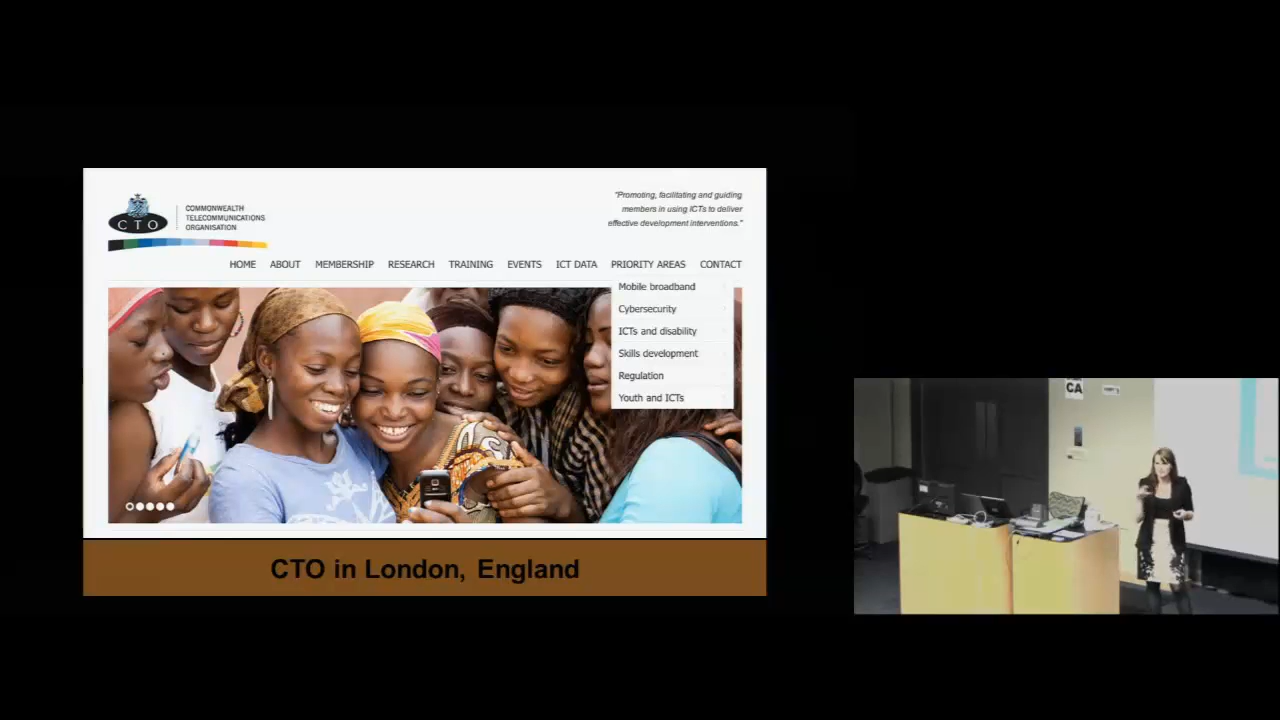 CTO
COMMONWEALTH
TELECOMMUNICATIONS
ORGANISATION
"Promoting, facilitating and guiding
members in using ICTs to deliver
effective development interventions."
HOME ABOUT MEMBERSHIP RESEARCH TRAINING EVENTS ICT DATA PRIORITY AREAS CONTACT
Mobile broadband
Cybersecurity
ICTs and disability
Skills development
Regulation
Youth and ICTs
CTO in London, England
CA